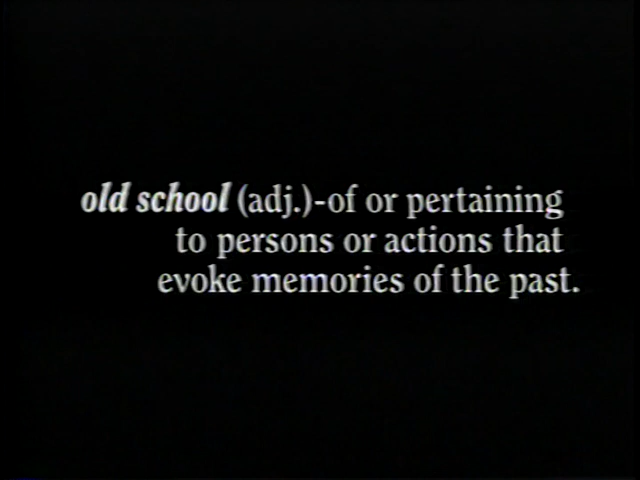 old school (adj.)-of or pertaining
to persons or actions that
evoke memories of the past.